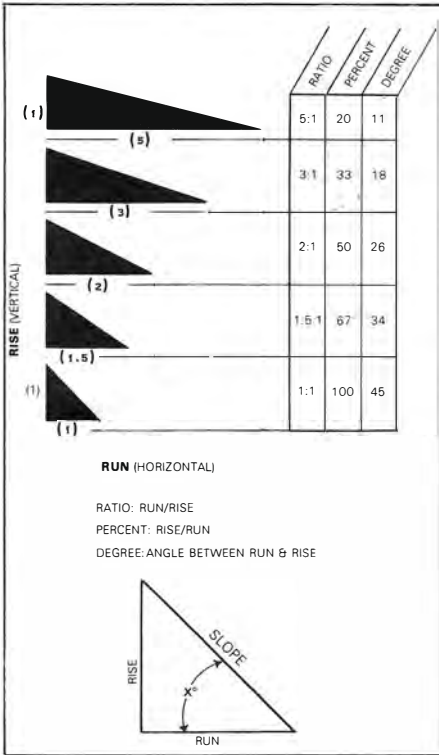 RATIO PERCENT DEGREE
(1) 5:1 20 11
(5)
3:1 33 18
(3)
2:1 50 26
(2)
RISE (VERTICAL)
1:5:1 67 34
(1.5)
(1) 1:1 100 45
(1)
RUN (HORIZONTAL)
RATIO: RUN/RISE
PERCENT: RISE/RUN
DEGREE: ANGLE BETWEEN RUN & RISE
SLOPE
RISE
X°
RUN